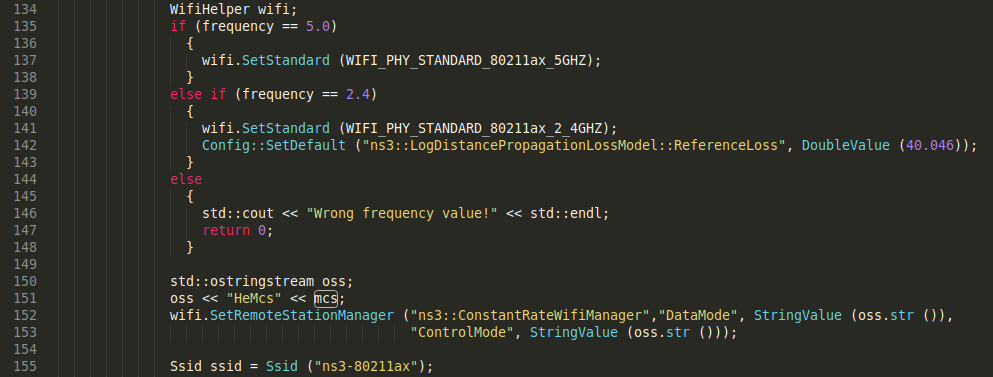 134 WifiHelper wifi;
135 if (frequency == 5.0)
136 {
137 wifi.SetStandard (WIFI_PHY_STANDARD_80211ax_5GHZ);
138 }
139 else if (frequency == 2.4)
140 {
141 wifi.SetStandard (WIFI_PHY_STANDARD_80211ax_2_4GHZ);
142 Config::SetDefault ("ns3::LogDistancePropagationLossModel::ReferenceLoss", DoubleValue (40.046));
143 }
144 else
145 {
146 std::cout << "Wrong frequency value!" << std::endl;
147 return 0;
148 }
149
150 std::ostringstream oss;
151 oss << "HeMcs" << mcs;
152 wifi.SetRemoteStationManager ("ns3::ConstantRateWifiManager","DataMode", StringValue (oss.str ()),
153 "ControlMode", StringValue (oss.str ()));
154
155 Ssid ssid = Ssid ("ns3-80211ax");